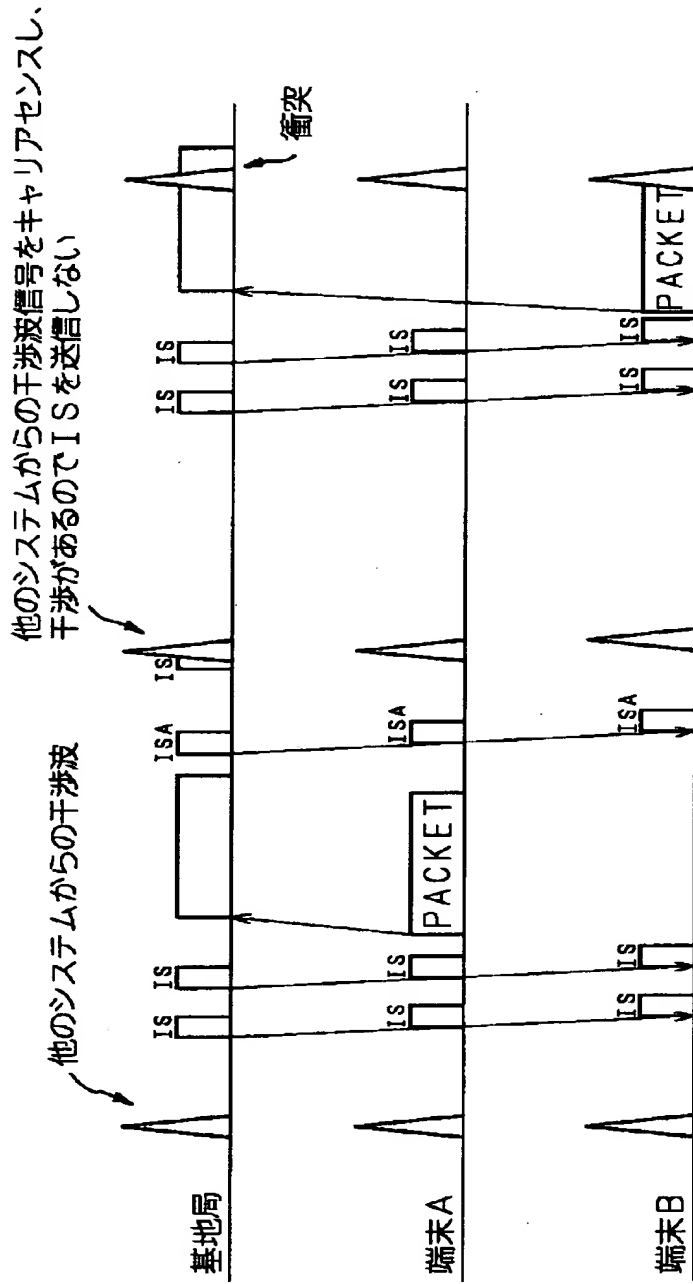 他のシステムからの干渉波信号をキャリアセンスし、
干渉があるのでISを送信しない
他のシステムからの干渉波
衝突
基地局
IS
IS
ISA
IS
IS
IS
端末A
IS
IS
PACKET
ISA
IS
IS
端末B
IS
IS
ISA
IS
IS
PACKET